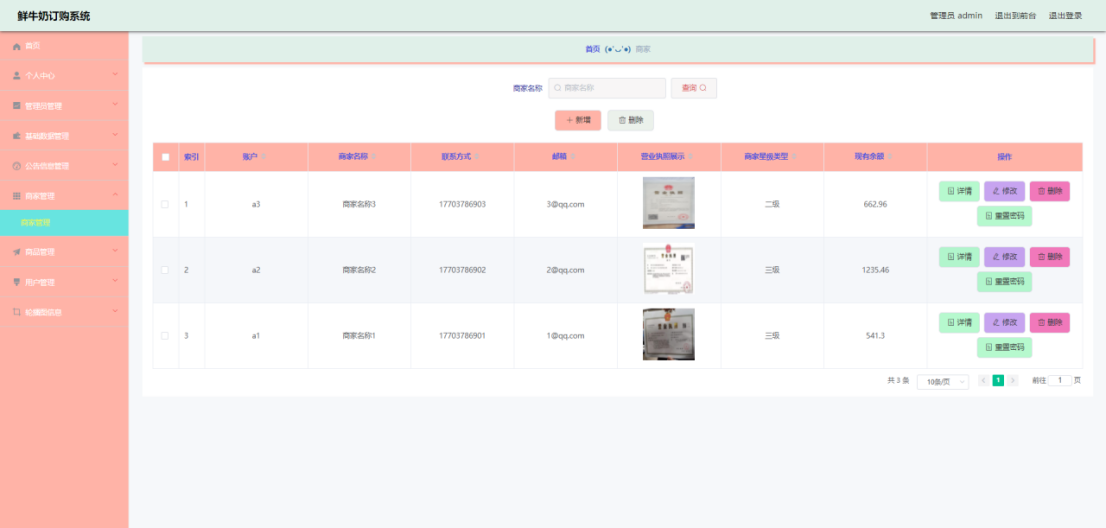 鲜牛奶订购系统
管理员 admin 退出到前台 退出登录
首页
个人中心
管理员管理
基础数据管理
公告信息管理
商家管理
商家管理
商品管理
用户管理
轮播图信息
首页 (●'◡'●) 商家
商家名称 商家名称 查询
+ 新增 删除
索引 账户 商家名称 联系方式 邮箱 营业执照展示 商家星级类型 现有余额 操作
1 a3 商家名称3 17703786903 3@qq.com 二级 662.96 详情 修改 删除
重置密码
2 a2 商家名称2 17703786902 2@qq.com 三级 1235.46 详情 修改 删除
重置密码
3 a1 商家名称1 17703786901 1@qq.com 三级 541.3 详情 修改 删除
重置密码
共 3 条 10条/页 1 前往 1 页